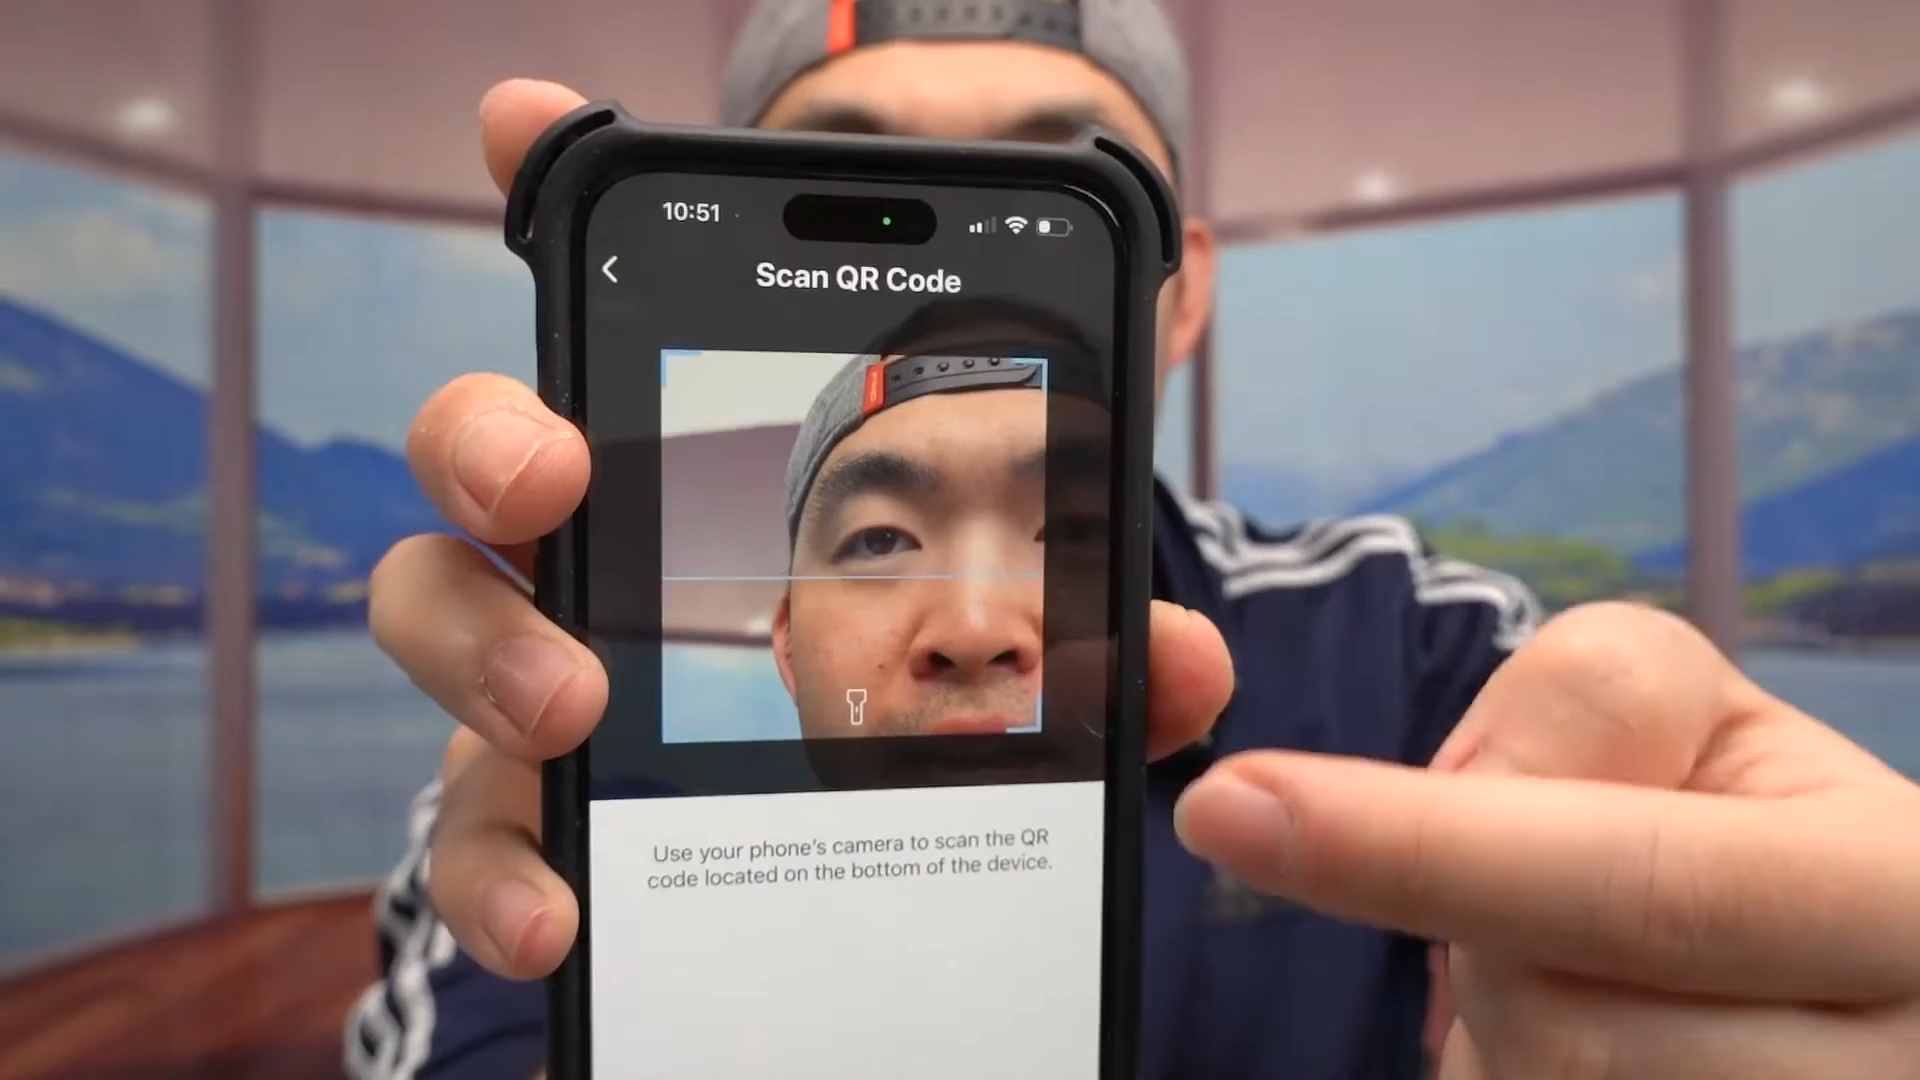 10:51
Scan QR Code
Use your phone's camera to scan the QR
code located on the bottom of the device.